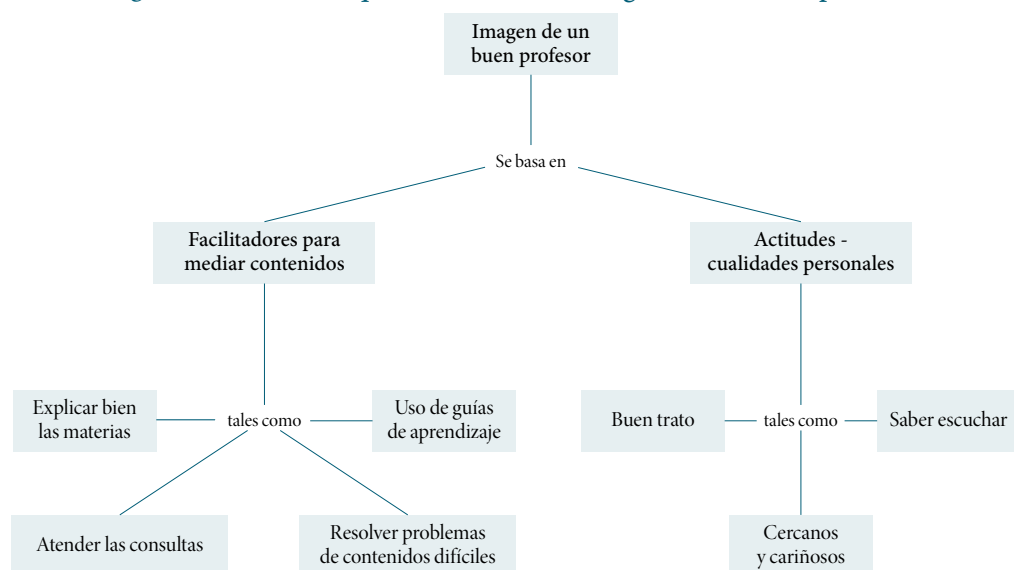 Imagen de un
buen profesor
Se basa en
Facilitadores para
mediar contenidos
Actitudes -
cualidades personales
Explicar bien
las materias
tales como
Uso de guías
de aprendizaje
Buen trato
tales como
Saber escuchar
Atender las consultas
Resolver problemas
de contenidos difíciles
Cercanos
y cariñosos